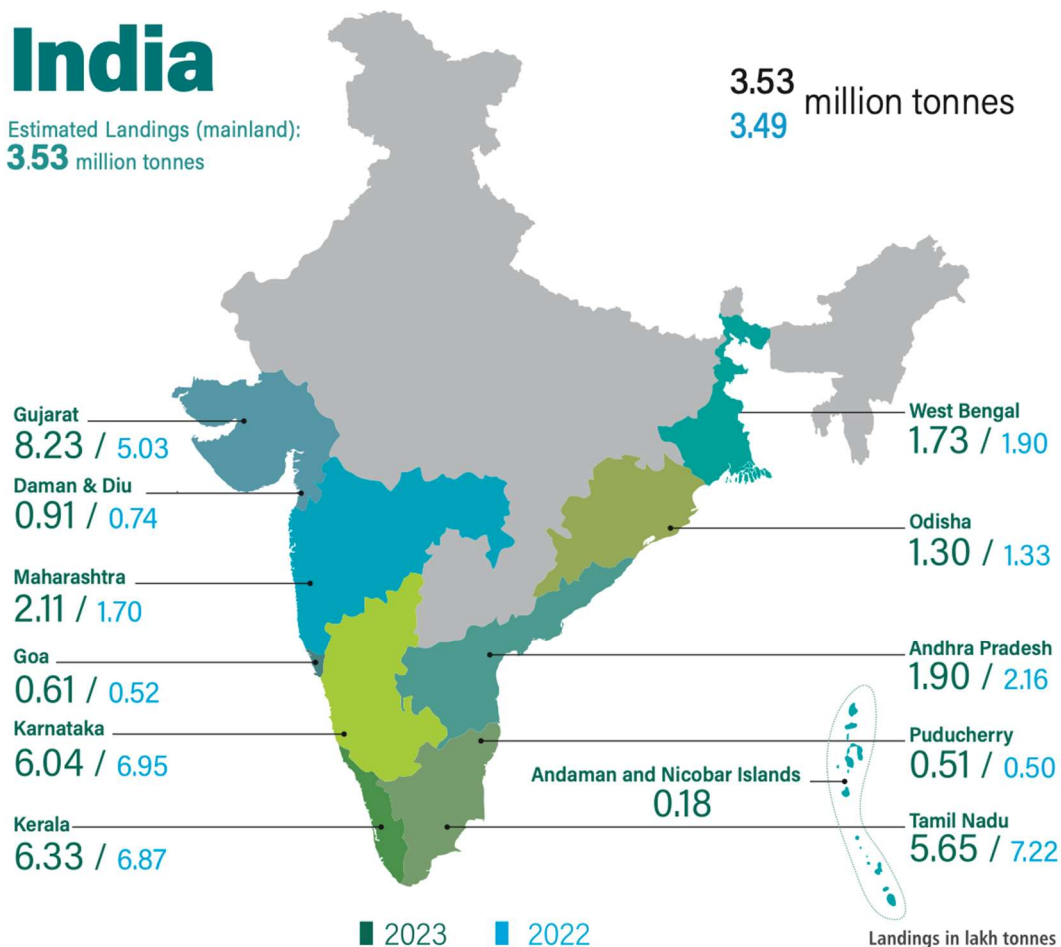 India
Estimated Landings (mainland):
3.53 million tonnes
3.53
3.49
million tonnes
Gujarat
8.23 / 5.03
Daman & Diu
0.91 / 0.74
Maharashtra
2.11 / 1.70
Goa
0.61 / 0.52
Karnataka
6.04 / 6.95
Kerala
6.33 / 6.87
West Bengal
1.73 / 1.90
Odisha
1.30 / 1.33
Andhra Pradesh
1.90 / 2.16
Puducherry
0.51 / 0.50
Andaman and Nicobar Islands
0.18
Tamil Nadu
5.65 / 7.22
2023 2022
Landings in lakh tonnes